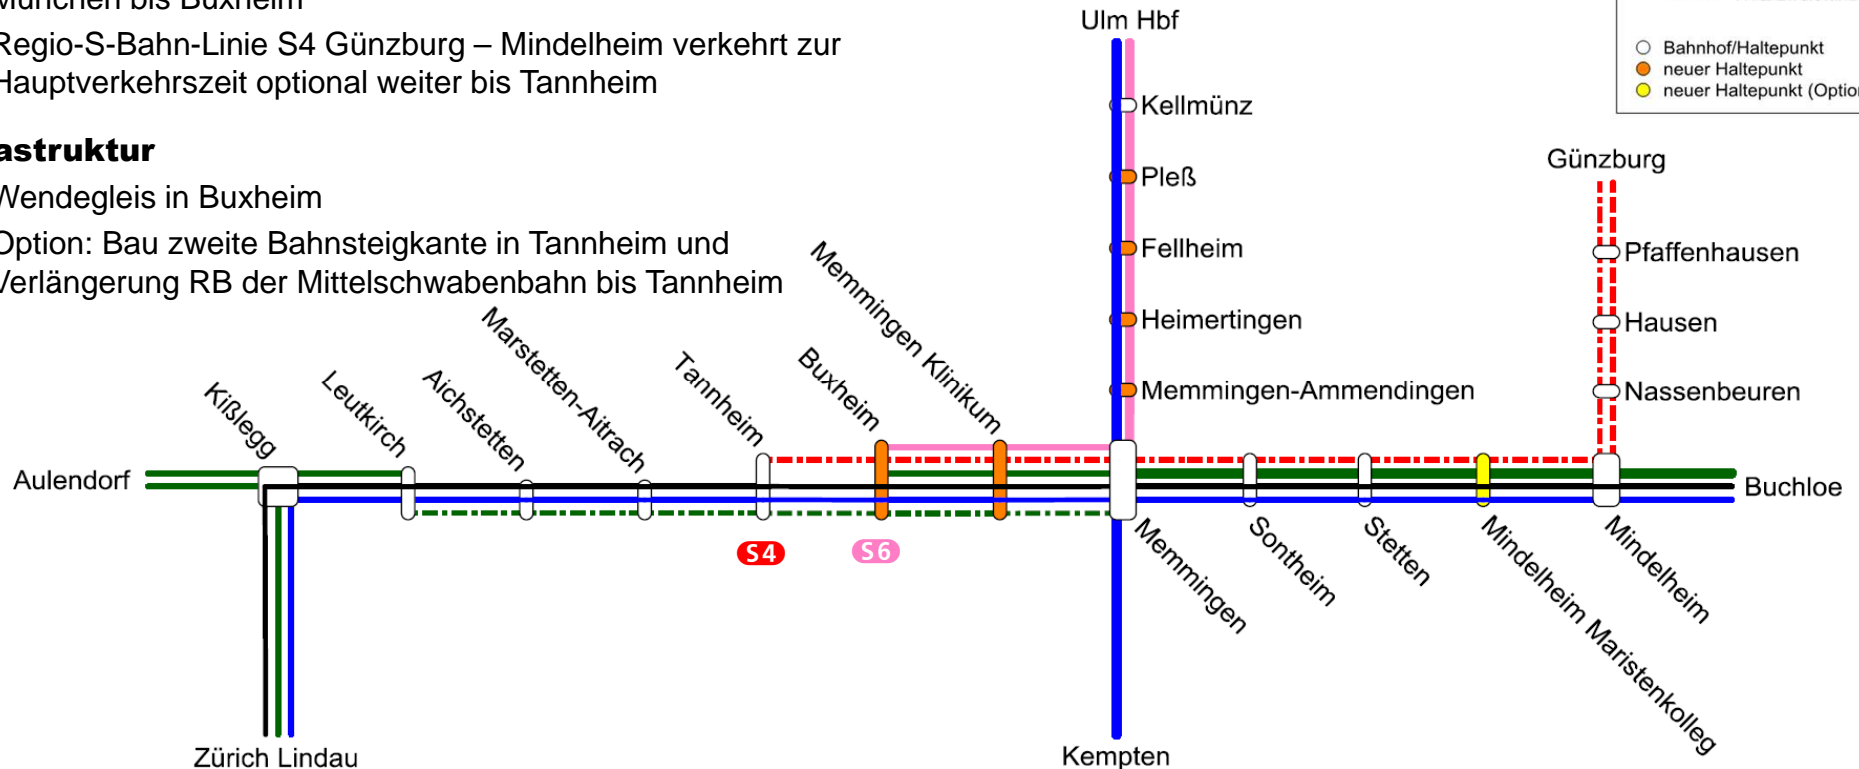 München bis Buxheim
Regio-S-Bahn-Linie S4 Günzburg – Mindelheim verkehrt zur
Hauptverkehrszeit optional weiter bis Tannheim
astruktur
Wendegleis in Buxheim
Option: Bau zweite Bahnsteigkante in Tannheim und
Verlängerung RB der Mittelschwabenbahn bis Tannheim
Ulm Hbf
Bahnhof/Haltepunkt
neuer Haltepunkt
neuer Haltepunkt (Option
Kellmünz
Pleß
Fellheim
Heimertingen
Memmingen-Ammendingen
Günzburg
Pfaffenhausen
Hausen
Nassenbeuren
Aulendorf
Kißlegg
Leutkirch
Aichstetten
Marstetten-Aitrach
Tannheim
Buxheim
Memmingen Klinikum
Memmingen
Sontheim
Stetten
Mindelheim Maristenkolleg
Mindelheim
Buchloe
S4
S6
Zürich Lindau
Kempten